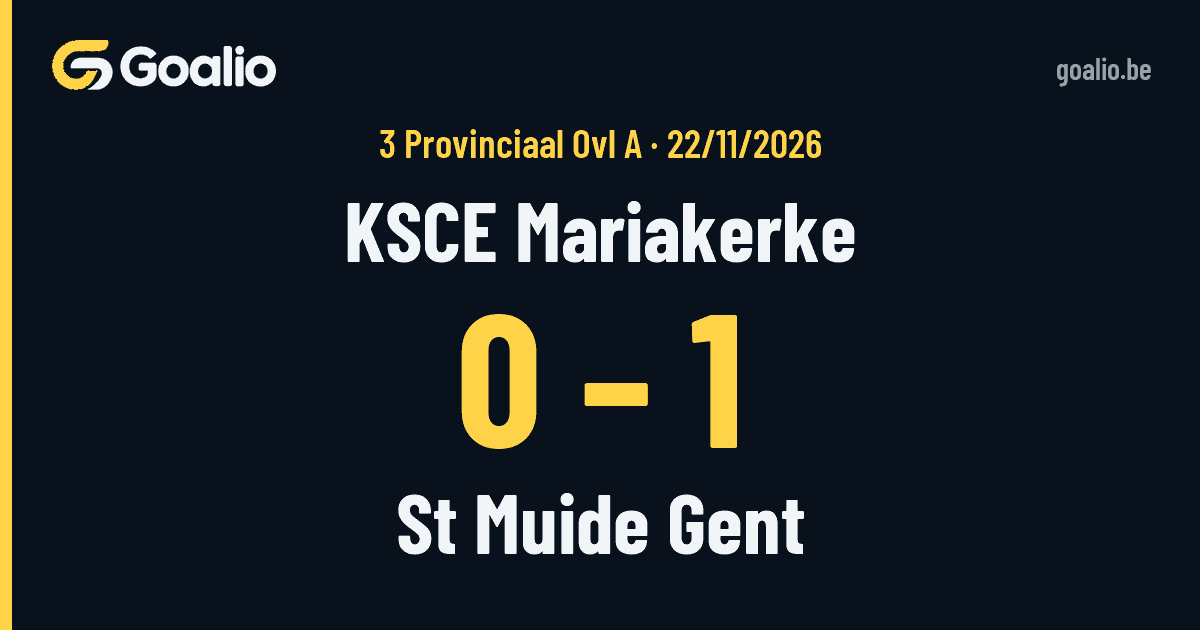 Goalio
goalio.be
3 Provinciaal Ovl A · 22/11/2026
KSCE Mariakerke
0 – 1
St Muide Gent